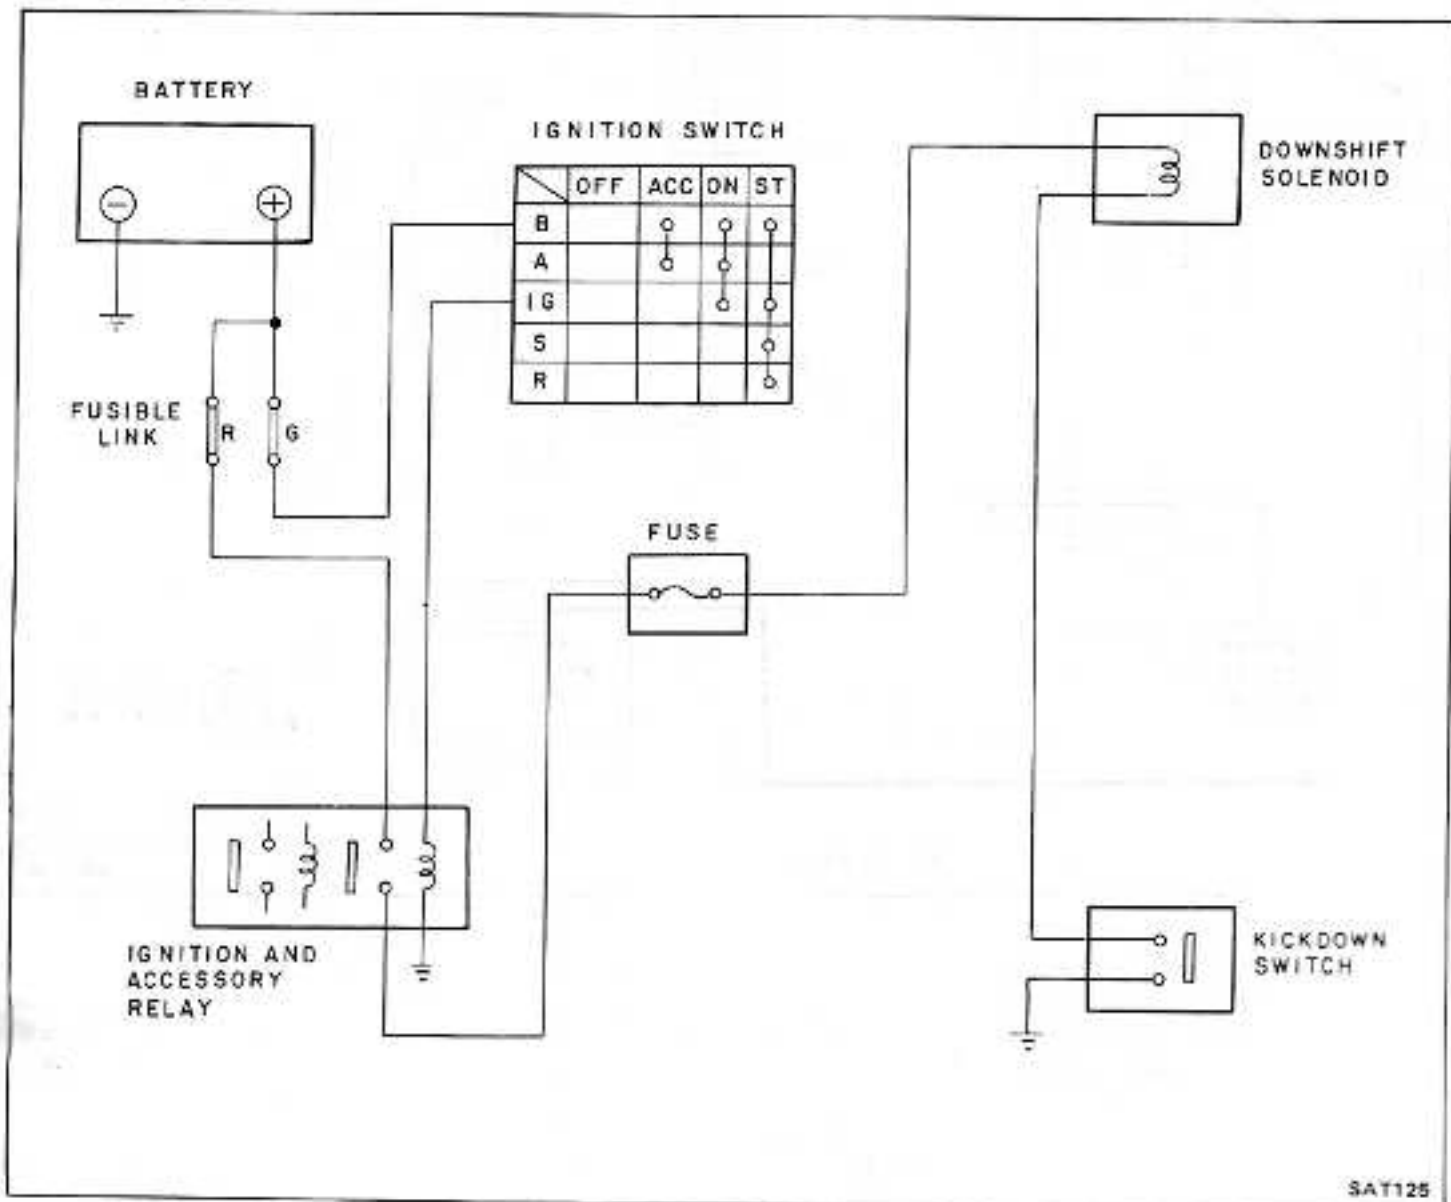 BATTERY
IGNITION SWITCH
OFF ACC ON ST
B
A
IG
S
R
DOWNSHIFT
SOLENOID
FUSIBLE
LINK
R G
FUSE
IGNITION AND
ACCESSORY
RELAY
KICKDOWN
SWITCH
SAT125